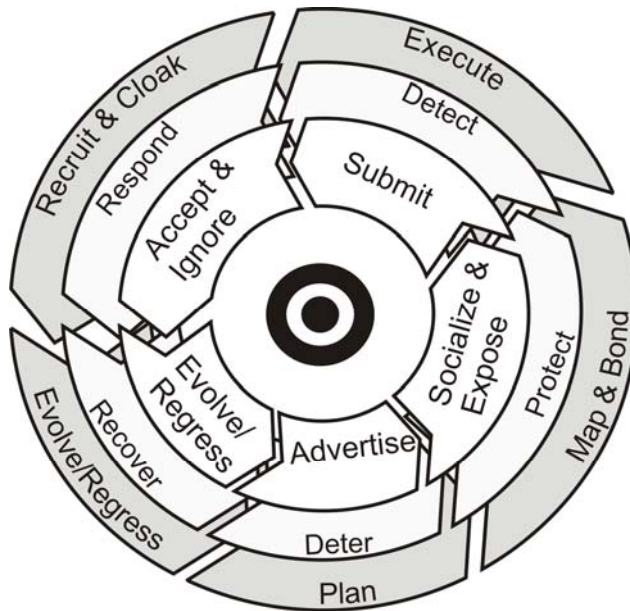 Execute
Detect
Submit
Recruit & Cloak
Respond
Accept &
Ignore
Socialize &
Expose
Protect
Map & Bond
Evolve/
Regress
Recover
Evolve/Regress
Advertise
Deter
Plan